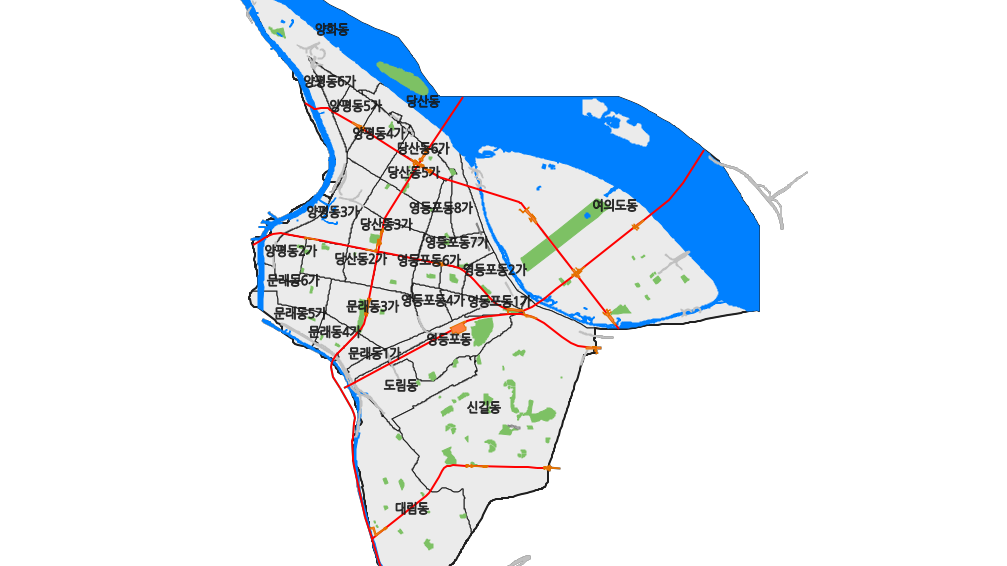 양화동
양평동6가
당산동
양평동5가
양평동4가
당산동6가
당산동5가
여의도동
영등포동8가
양평동3가
당산동3가
영등포동7가
양평동2가
당산동2가
영등포동6가
영등포동2가
문래동6가
영등포동4가
영등포동1가
문래동3가
문래동5가
문래동4가
영등포동
문래동1가
도림동
신길동
대림동